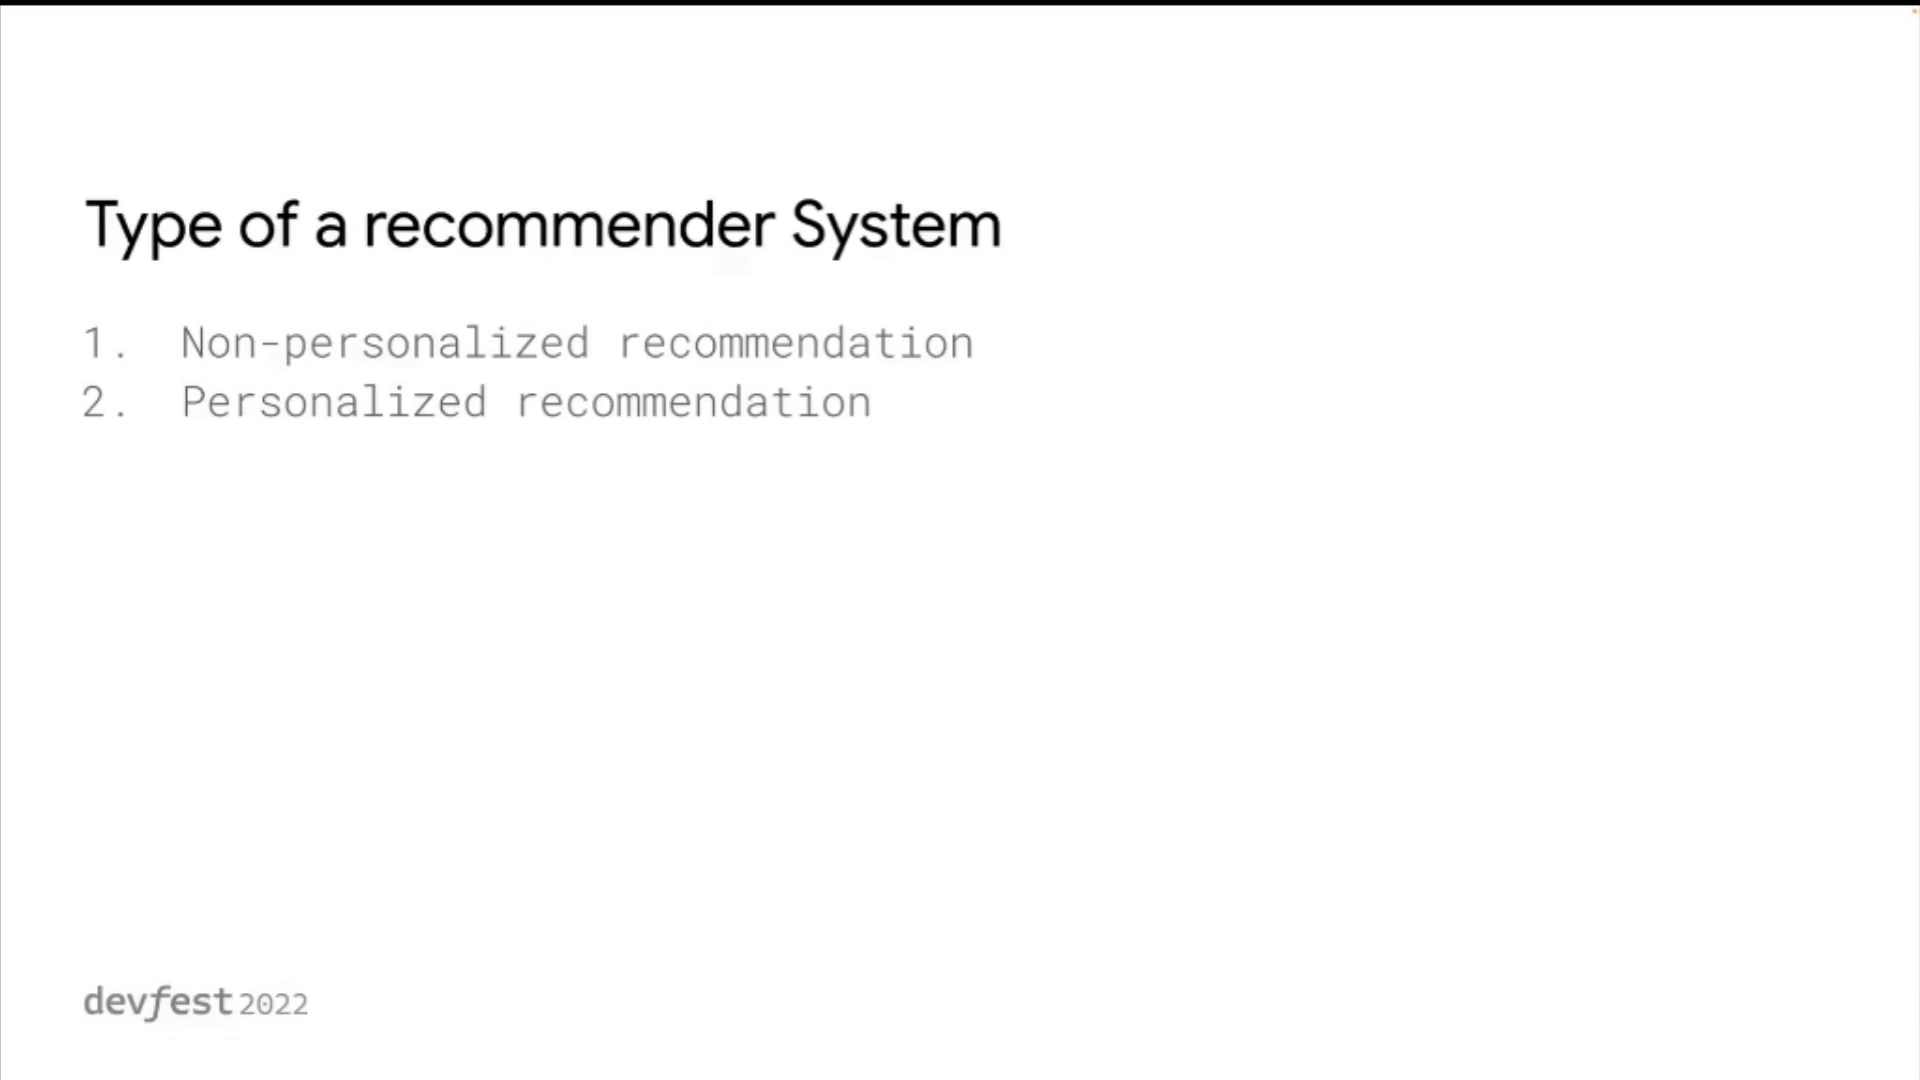 Type of a recommender System
1. Non-personalized recommendation
2. Personalized recommendation
devfest 2022